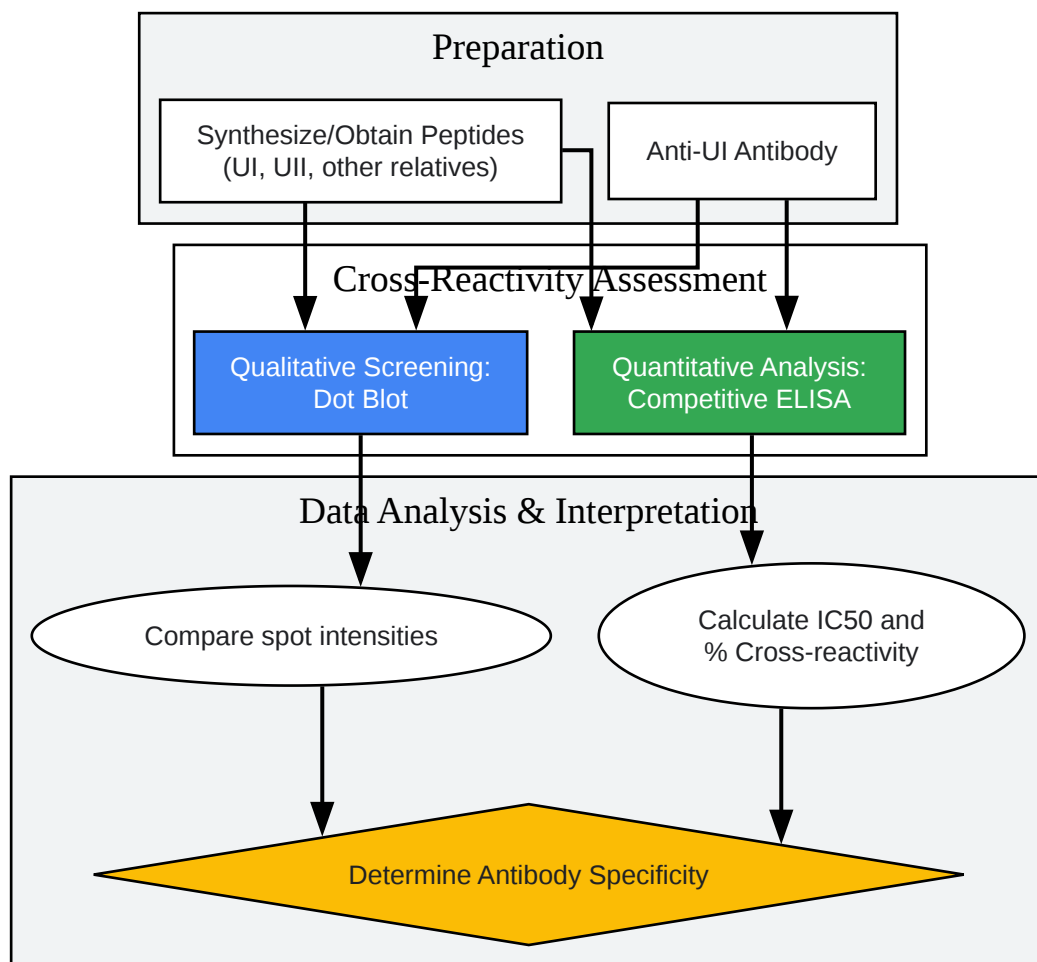 Preparation
Synthesize/Obtain Peptides
(UI, UII, other relatives)
Anti-UI Antibody
Cross-Reactivity Assessment
Qualitative Screening:
Dot Blot
Quantitative Analysis:
Competitive ELISA
Data Analysis & Interpretation
Compare spot intensities
Calculate IC50 and
% Cross-reactivity
Determine Antibody Specificity